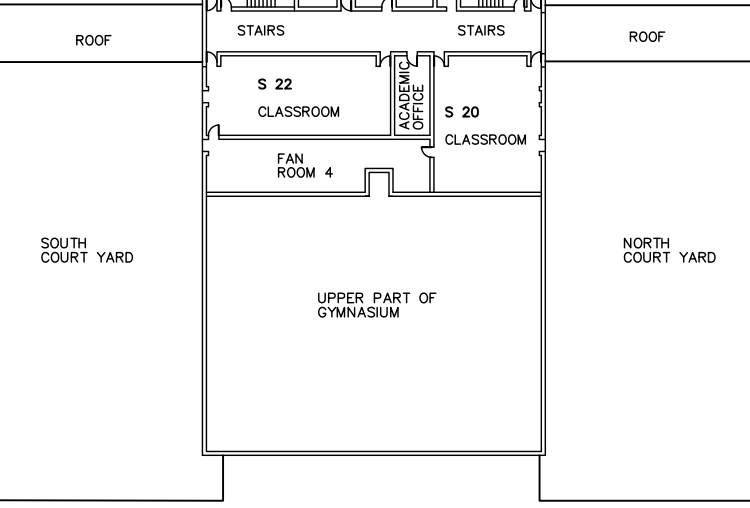 STAIRS
STAIRS
ROOF
ROOF
S 22
CLASSROOM
ACADEMIC
OFFICE
S 20
CLASSROOM
FAN
ROOM 4
SOUTH
COURT YARD
NORTH
COURT YARD
UPPER PART OF
GYMNASIUM